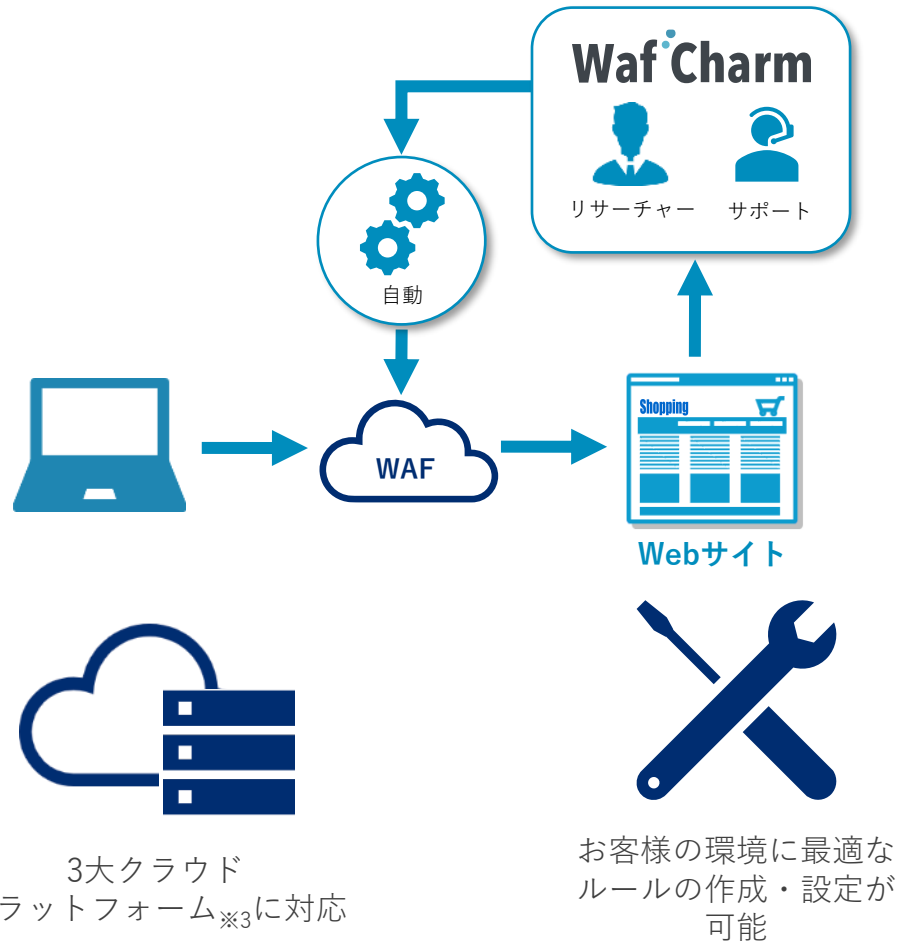 Waf Charm
リサーチャー サポート
自動
WAF
Shopping
Webサイト
3大クラウド
ラットフォーム※3に対応
お客様の環境に最適な
ルールの作成・設定が
可能